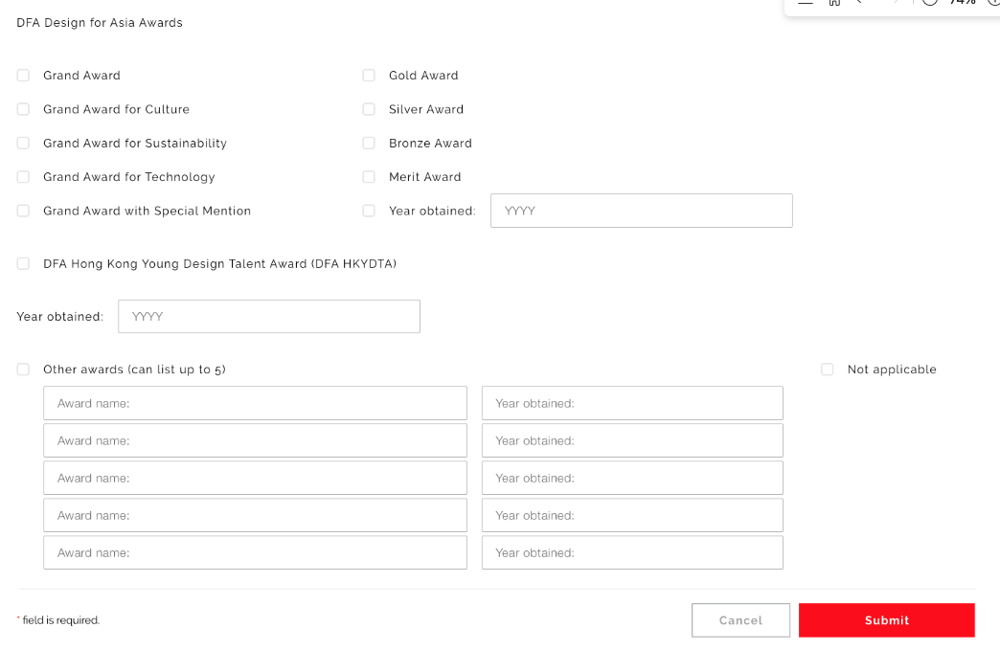 DFA Design for Asia Awards
74%
Grand Award
Gold Award
Grand Award for Culture
Silver Award
Grand Award for Sustainability
Bronze Award
Grand Award for Technology
Merit Award
Grand Award with Special Mention
Year obtained: YYYY
DFA Hong Kong Young Design Talent Award (DFA HKYDTA)
Year obtained: YYYY
Other awards (can list up to 5)
Not applicable
Award name: Year obtained:
Award name: Year obtained:
Award name: Year obtained:
Award name: Year obtained:
Award name: Year obtained:
* field is required.
Cancel Submit